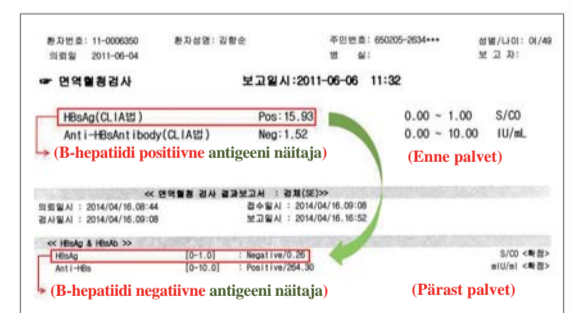 환자번호: 11-0006350 환자성명: 김항순 주민번호: 650205-2634*** 성별/나이: 여/49
의뢰일 2011-06-04 병 실: 보 고 자:
☞ 면역혈청검사 보고일시:2011-06-06 11:32
HBsAg(CLIA법) Pos:15.93 0.00 ~ 1.00 S/CO
Anti-HBsAntibody(CLIA법) Neg:1.52 0.00 ~ 10.00 IU/mL
(B-hepatiidi positiivne antigeeni näitaja) (Enne palvet)
<< 면역혈청 검사 결과보고서 : 검체(SE)>>
의뢰일시 : 2014/04/16.08:44 접수일시 : 2014/04/16.09:08
검사일시 : 2014/04/16.09:08 보고일시 : 2014/04/16.16:52
<< HBsAg & HBsAb >>
HBsAg [0-1.0] : Negative/0.26 S/CO <확정>
Anti-HBs [0-10.0] : Positive/264.30 mIU/ml <확정>
(B-hepatiidi negatiivne antigeeni näitaja) (Pärast palvet)